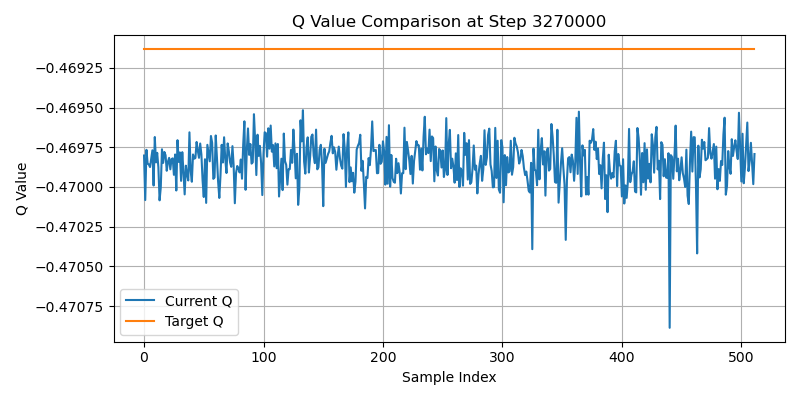 Q Value Comparison at Step 3270000
Q Value
−0.46925
−0.46950
−0.46975
−0.47000
−0.47025
−0.47050
−0.47075
Current Q
Target Q
0 100 200 300 400 500
Sample Index